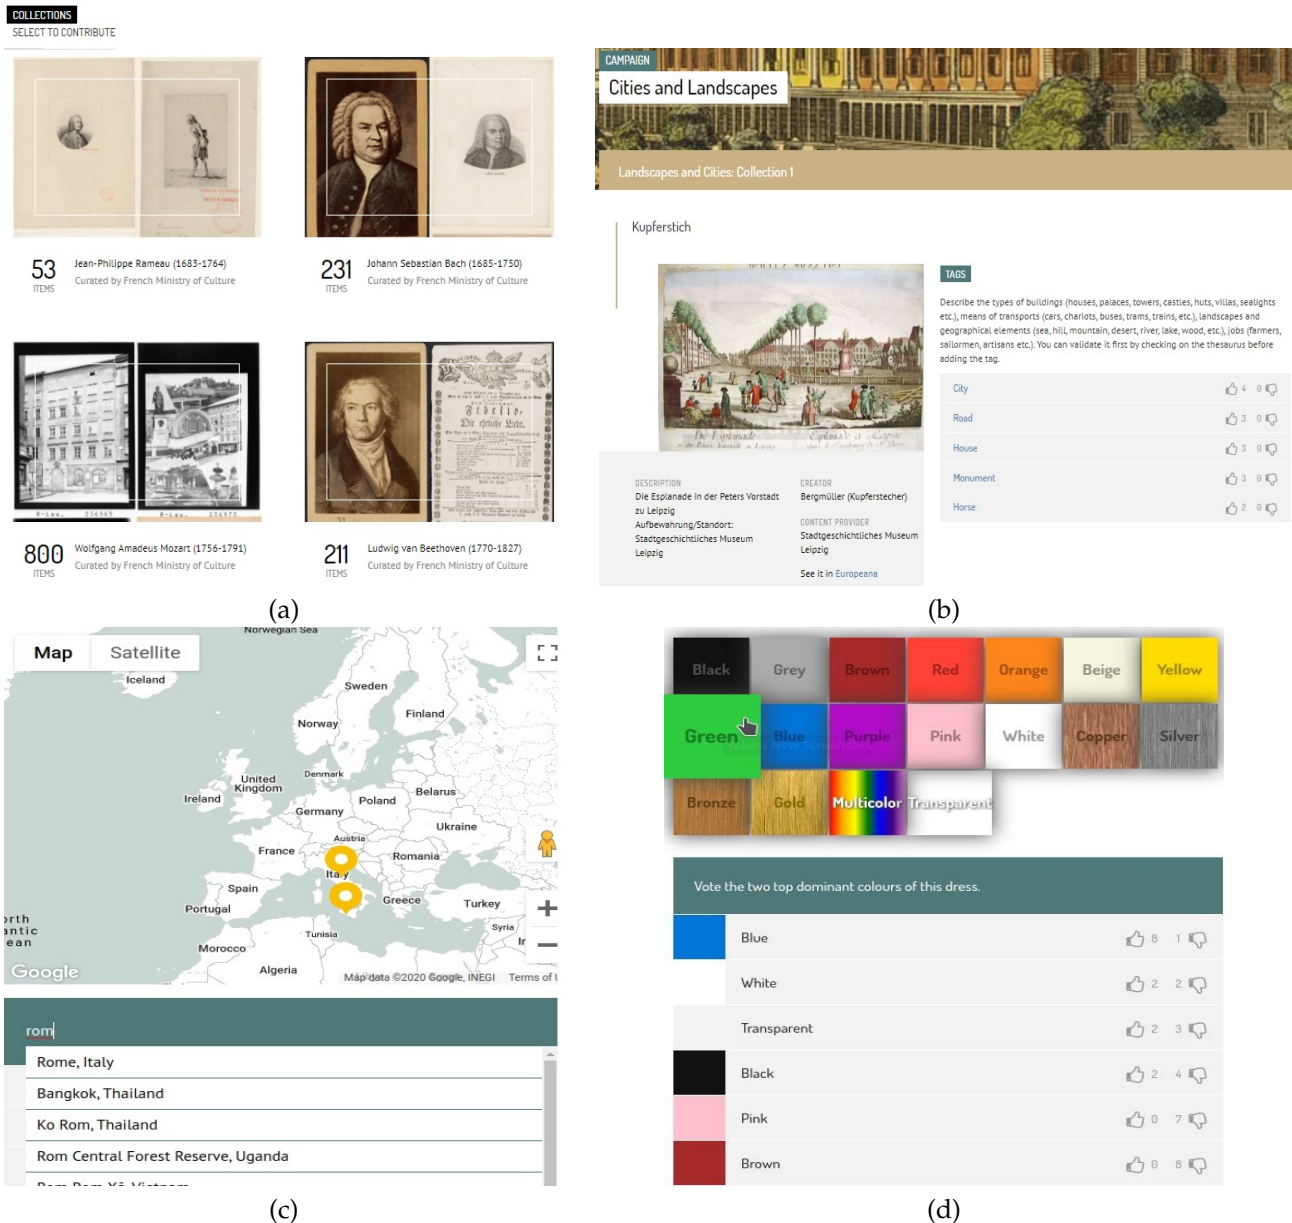 COLLECTIONS
SELECT TO CONTRIBUTE
53
ITEMS
Jean-Philippe Rameau (1683-1764)
Curated by French Ministry of Culture
231
ITEMS
Johann Sebastian Bach (1685-1750)
Curated by French Ministry of Culture
Fidelio,
Die eheliche Liebe.
800
ITEMS
Wolfgang Amadeus Mozart (1756-1791)
Curated by French Ministry of Culture
211
ITEMS
Ludwig van Beethoven (1770-1827)
Curated by French Ministry of Culture
(a)
CAMPAIGN
Cities and Landscapes
Landscapes and Cities: Collection 1
Kupferstich
DESCRIPTION
Die Esplanade in der Peters Vorstadt
zu Leipzig
Aufbewahrung/Standort:
Stadtgeschichtliches Museum
Leipzig
CREATOR
Bergmüller (Kupferstecher)
CONTENT PROVIDER
Stadtgeschichtliches Museum
Leipzig
See it in Europeana
TAGS
Describe the types of buildings (houses, palaces, towers, castles, huts, villas, sealights
etc.), means of transports (cars, chariots, buses, trams, trains, etc.), landscapes and
geographical elements (sea, hill, mountain, desert, river, lake, wood, etc.), jobs (farmers,
sailormen, artisans etc.). You can validate it first by checking on the thesaurus before
adding the tag.
City 4 0
Road 3 0
House 3 0
Monument 3 0
Horse 2 0
(b)
Map Satellite
Norwegian Sea
Iceland
Sweden
Finland
Norway
Denmark
United
Kingdom
Ireland
Belarus
Poland
Germany
Ukraine
Austria
France
Romania
Italy
Spain
Portugal
Greece
Turkey
Tunisia
Syria
Morocco
Algeria
Google
Map data ©2020 Google, INEGI Terms of
rom
Rome, Italy
Bangkok, Thailand
Ko Rom, Thailand
Rom Central Forest Reserve, Uganda
(c)
Black Grey Brown Red Orange Beige Yellow
Green Blue Purple Pink White Copper Silver
Bronze Gold Multicolor Transparent
Vote the two top dominant colours of this dress.
Blue 8 1
White 2 2
Transparent 2 3
Black 2 4
Pink 0 7
Brown 0 8
(d)